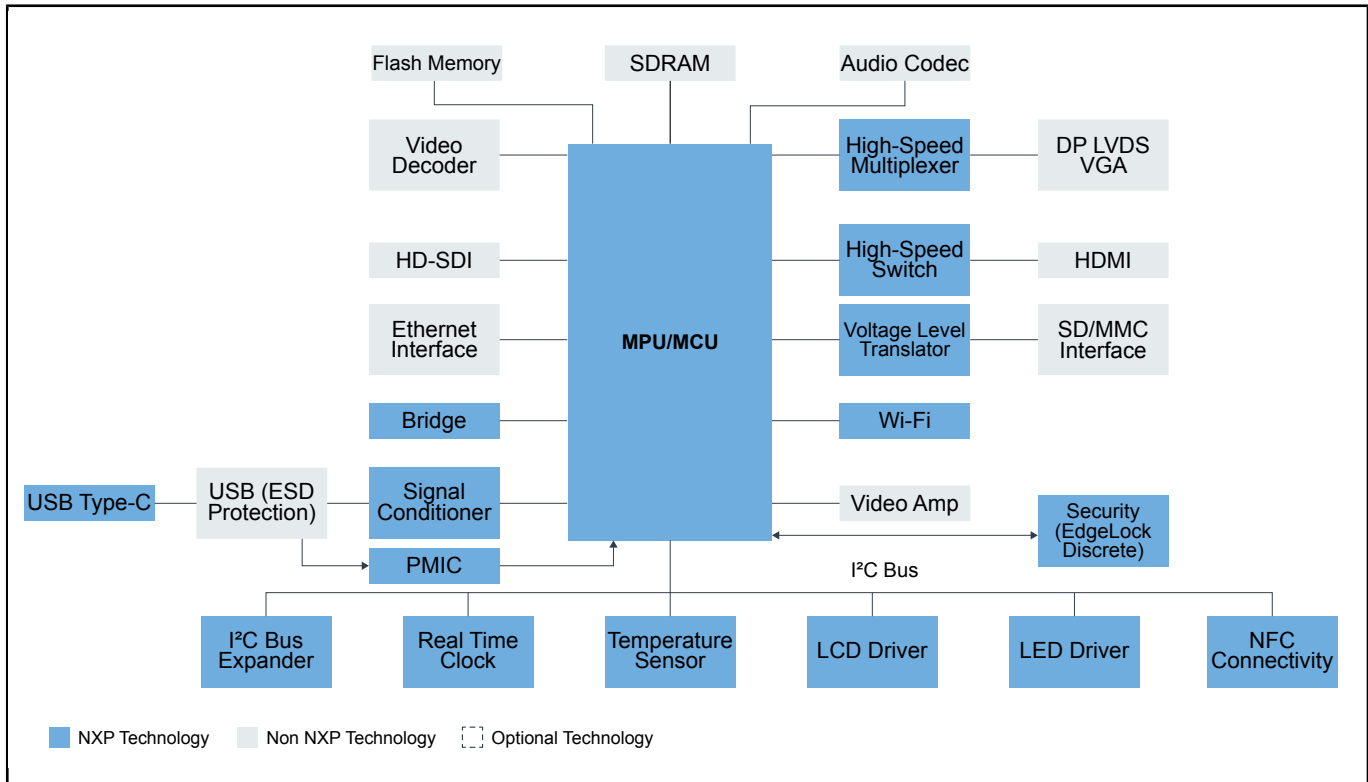 Flash Memory
SDRAM
Audio Codec
Video
Decoder
High-Speed
Multiplexer
DP LVDS
VGA
HD-SDI
High-Speed
Switch
HDMI
Ethernet
Interface
MPU/MCU
Voltage Level
Translator
SD/MMC
Interface
Bridge
Wi-Fi
USB Type-C
USB (ESD
Protection)
Signal
Conditioner
Video Amp
Security
(EdgeLock
Discrete)
PMIC
I²C Bus
I²C Bus
Expander
Real Time
Clock
Temperature
Sensor
LCD Driver
LED Driver
NFC
Connectivity
NXP Technology
Non NXP Technology
Optional Technology